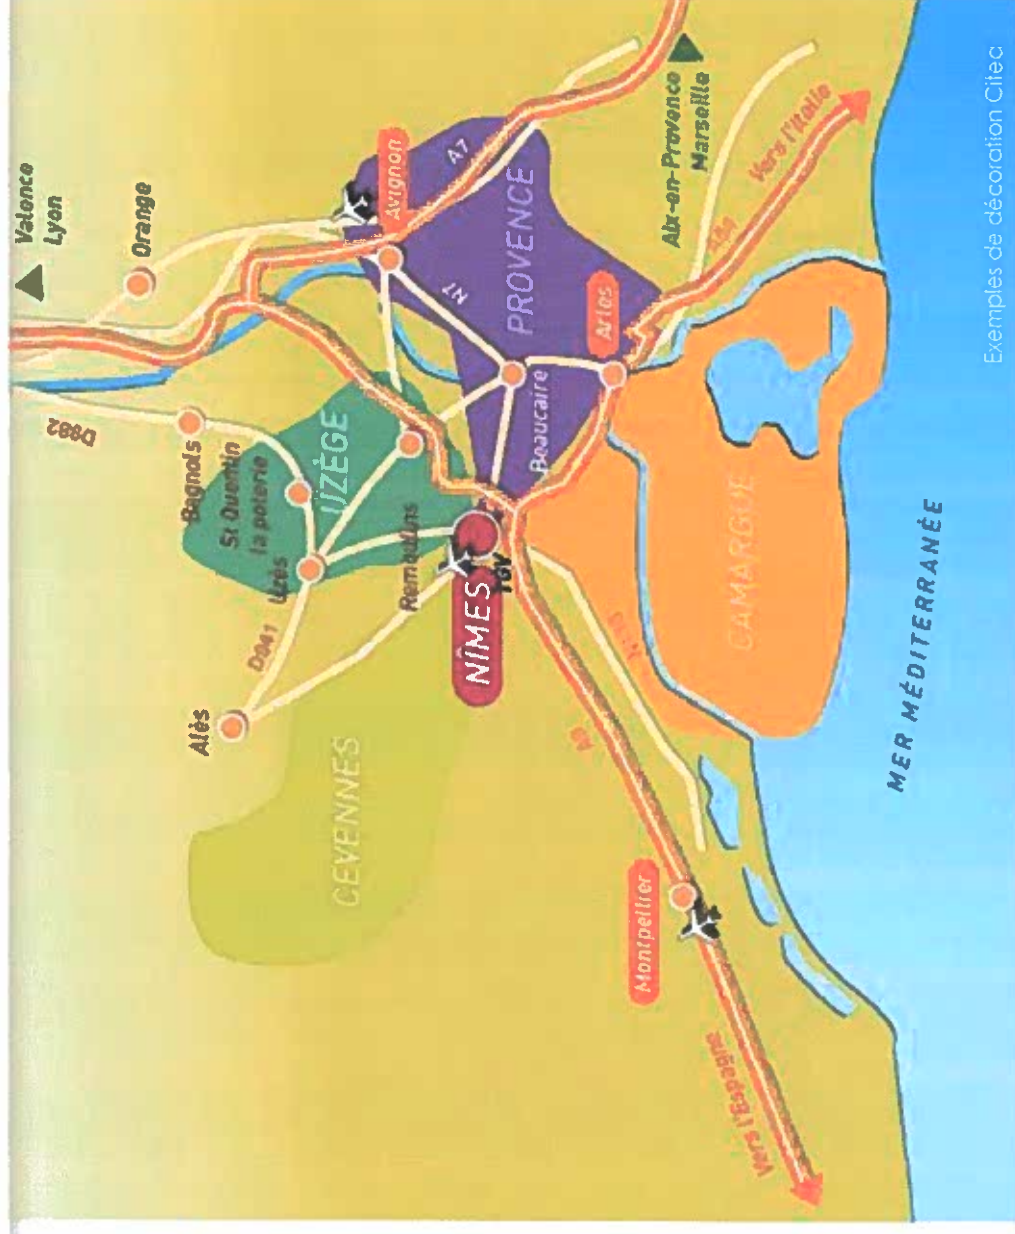 Valence
Lyon
Orange
D982
Bagnols
St Quentin
la poterie
UZÈGE
Uzès
D941
Alès
Remoulins
Avignon
A7
N7
PROVENCE
Beaucaire
Arles
Aix-en-Provence
Marseille
Vers l'Italie
NÎMES
TGV
CEVENNES
CAMARGUE
A9
Montpellier
Vers l'Espagne
MER MÉDITERRANÉE
Exemples de décoration Citec